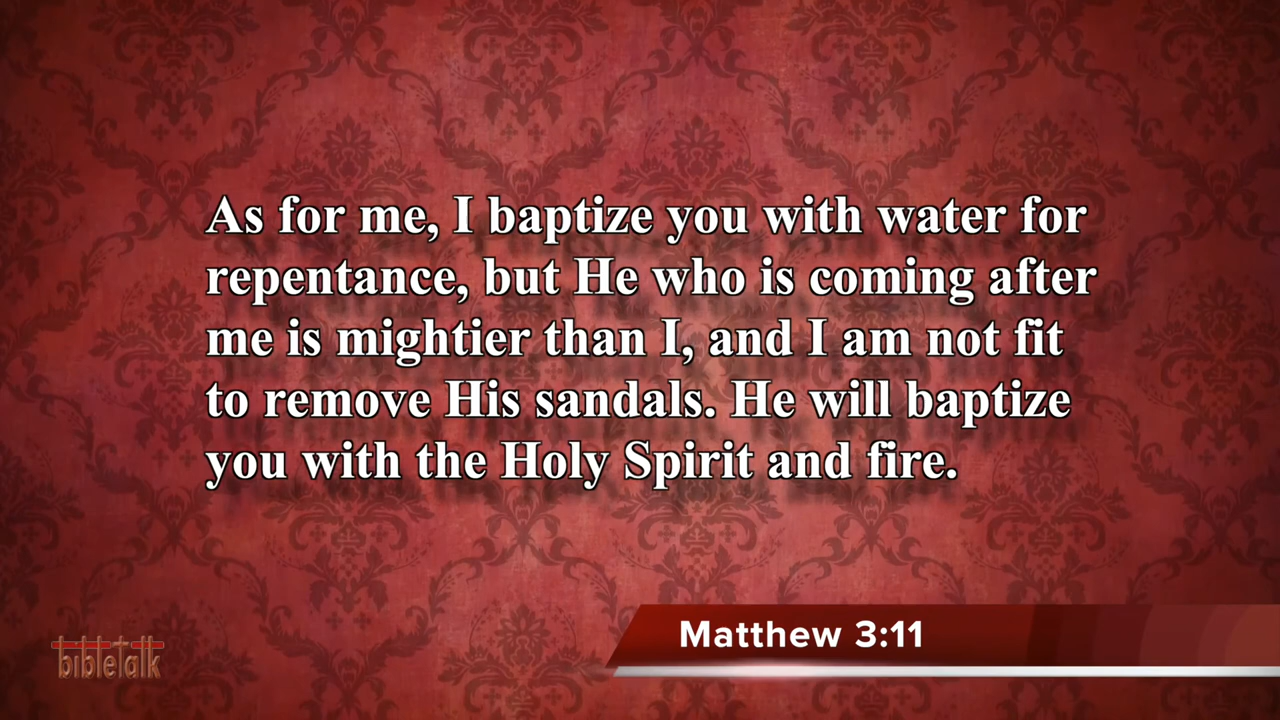 As for me, I baptize you with water for
repentance, but He who is coming after
me is mightier than I, and I am not fit
to remove His sandals. He will baptize
you with the Holy Spirit and fire.
Matthew 3:11
bibletalk